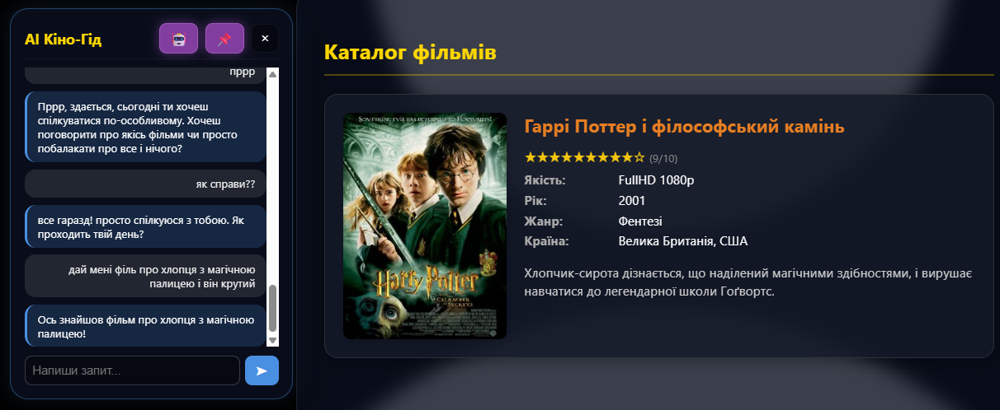 AI Кіно-Гід
×
пррр
Пррр, здається, сьогодні ти хочеш
спілкуватися по-особливому. Хочеш
поговорити про якісь фільми чи просто
побалакати про все і нічого?
як справи??
все гаразд! просто спілкуюся з тобою. Як
проходить твій день?
дай мені філь про хлопця з магічною
палицею і він крутий
Ось знайшов фільм про хлопця з магічною
палицею!
Напиши запит...
Каталог фільмів
SOMETHING EVIL HAS RETURNED TO HOGWARTS!
Harry Potter
AND THE
CHAMBER
OF
SECRETS
Гаррі Поттер і філософський камінь
★★★★★★★★★☆ (9/10)
Якість: FullHD 1080p
Рік: 2001
Жанр: Фентезі
Країна: Велика Британія, США
Хлопчик-сирота дізнається, що наділений магічними здібностями, і вирушає
навчатися до легендарної школи Гоґвортс.